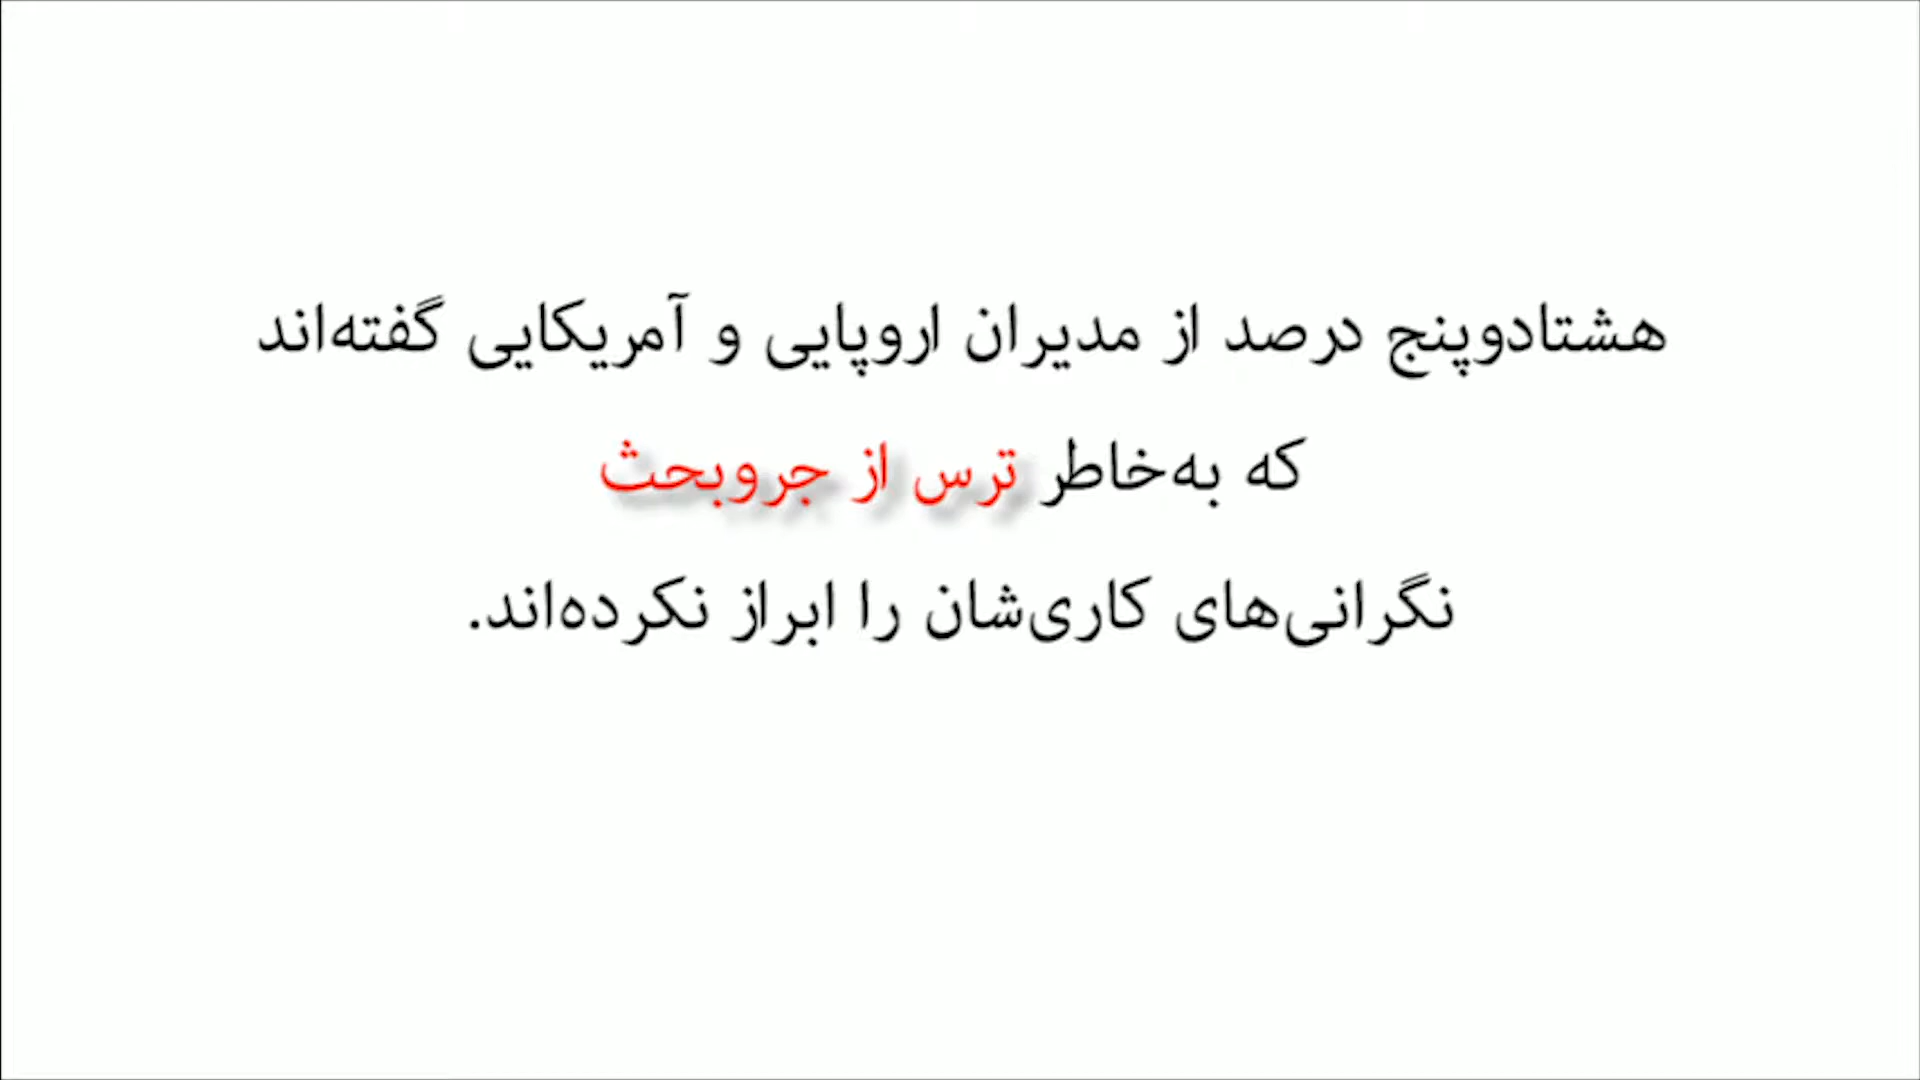 هشتادوپنج درصد از مدیران اروپایی و آمریکایی گفته‌اند
که به‌خاطر ترس از جروبحث
نگرانی‌های کاری‌شان را ابراز نکرده‌اند.